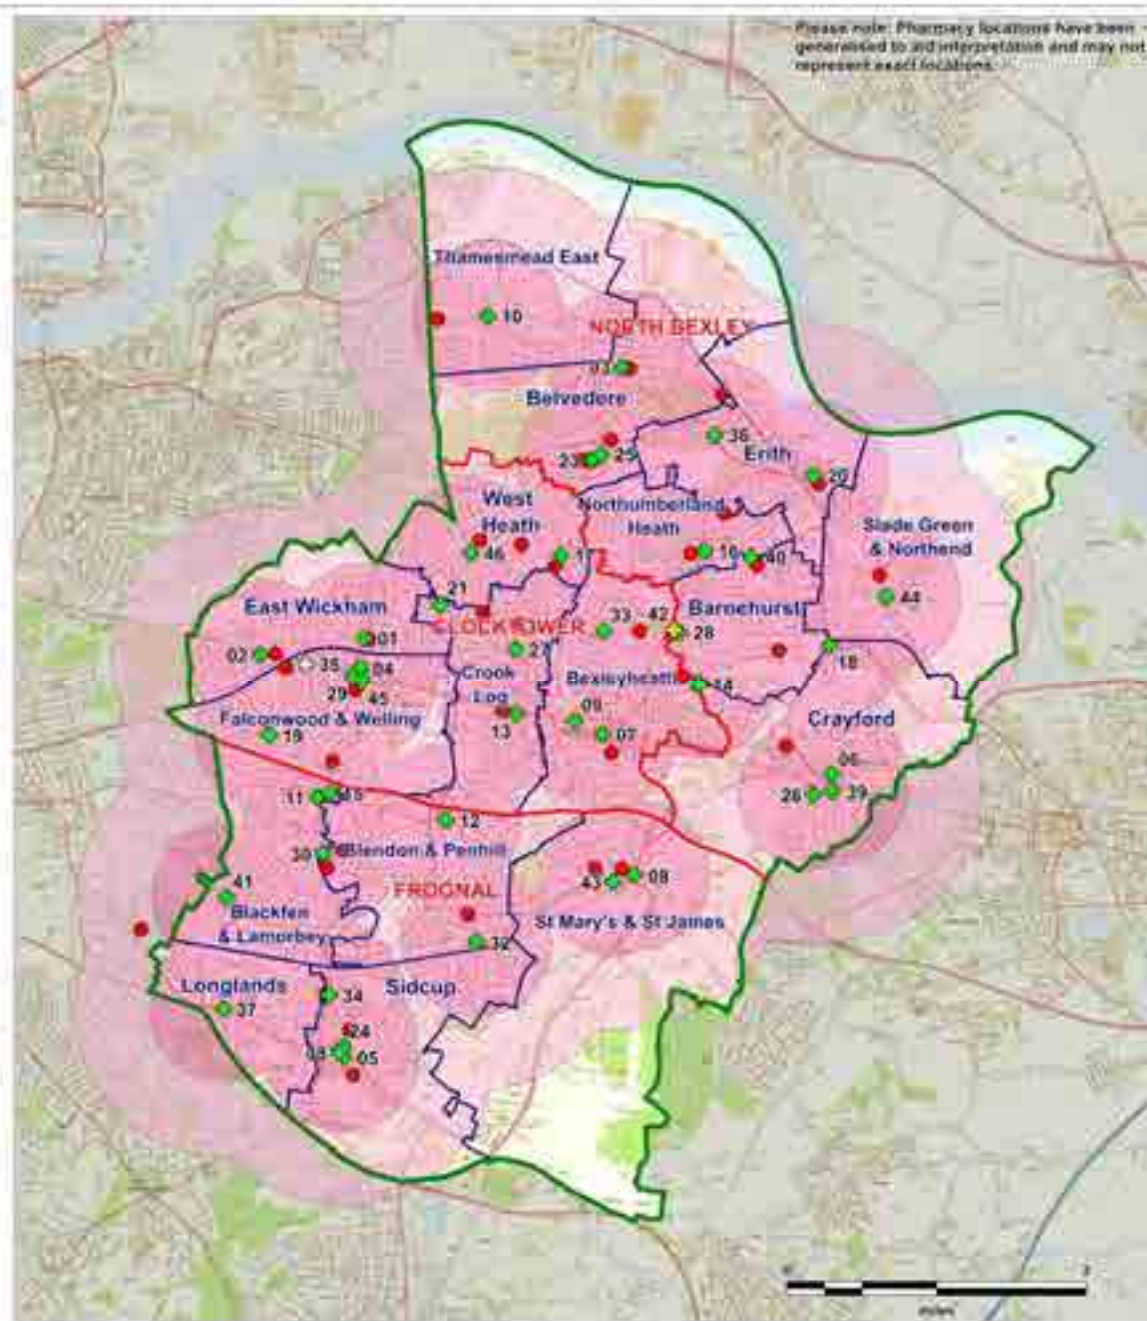 Please note: Pharmacy locations have been
generalised to aid interpretation and may not
represent exact locations.
Thamesmead East
10
NORTH BEXLEY
03
Belvedere
36
Erith
23
25
20
West
Heath
Northumberland
Heath
Slade Green
& Northend
46
17
16
40
21
44
East Wickham
Barnehurst
01
CLOCKTOWER
33
42
28
02
35
27
18
04
Crook
Log
Bexleyheath
14
29
45
Falconwood & Welling
09
Crayford
19
13
07
06
11
15
26
39
12
30
Blendon & Penhill
41
FROGNAL
43
08
Blackfen
& Lamorbey
St Mary's & St James
32
Longlands
34
Sidcup
37
24
05
miles